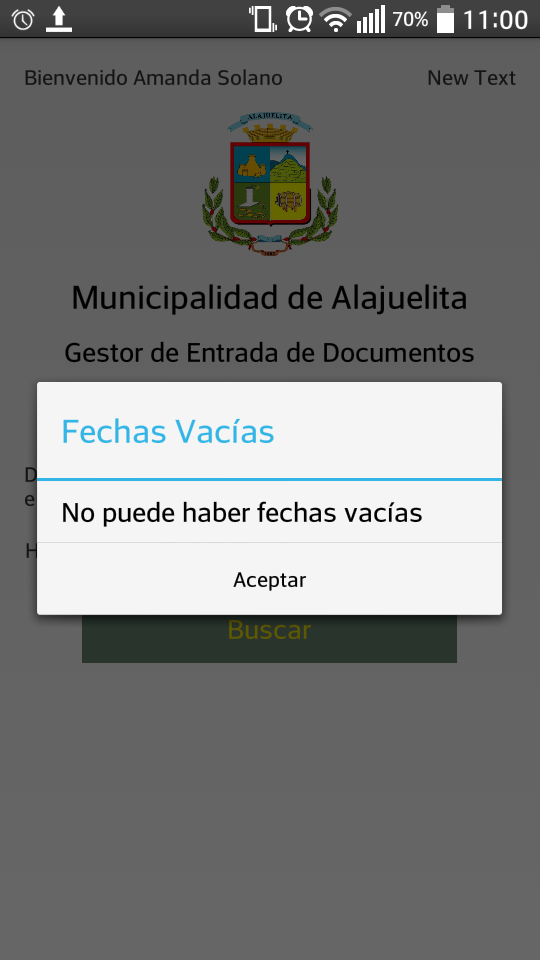 70% 11:00
Bienvenido Amanda Solano New Text
ALAJUELITA
Municipalidad de Alajuelita
Gestor de Entrada de Documentos
Fechas Vacías
D
e
No puede haber fechas vacías
H
Aceptar
Buscar